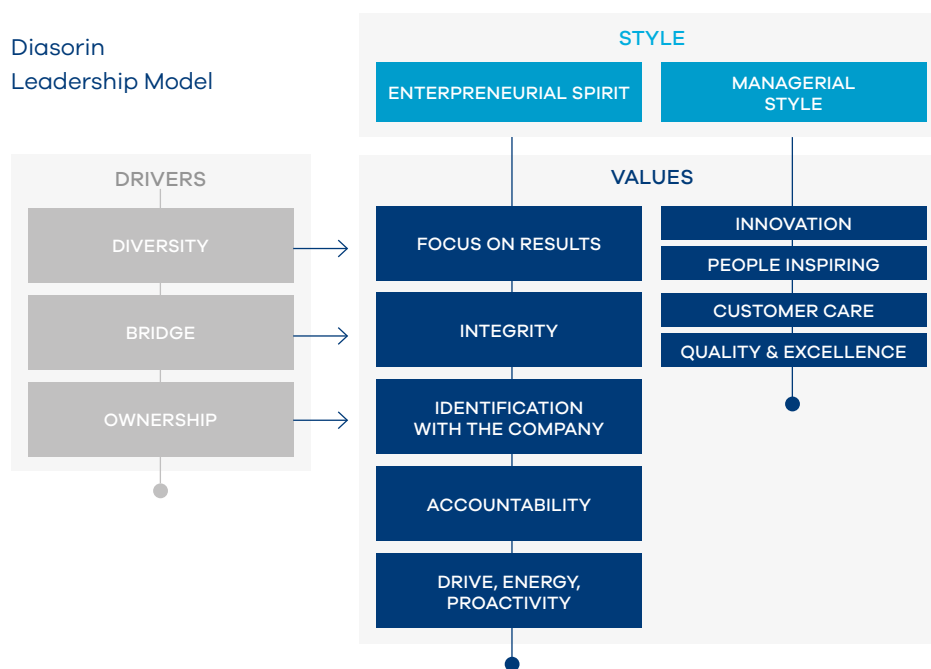 Diasorin
Leadership Model
STYLE
ENTERPRENEURIAL SPIRIT
MANAGERIAL
STYLE
DRIVERS
DIVERSITY
BRIDGE
OWNERSHIP
VALUES
FOCUS ON RESULTS
INTEGRITY
IDENTIFICATION
WITH THE COMPANY
ACCOUNTABILITY
DRIVE, ENERGY,
PROACTIVITY
INNOVATION
PEOPLE INSPIRING
CUSTOMER CARE
QUALITY & EXCELLENCE